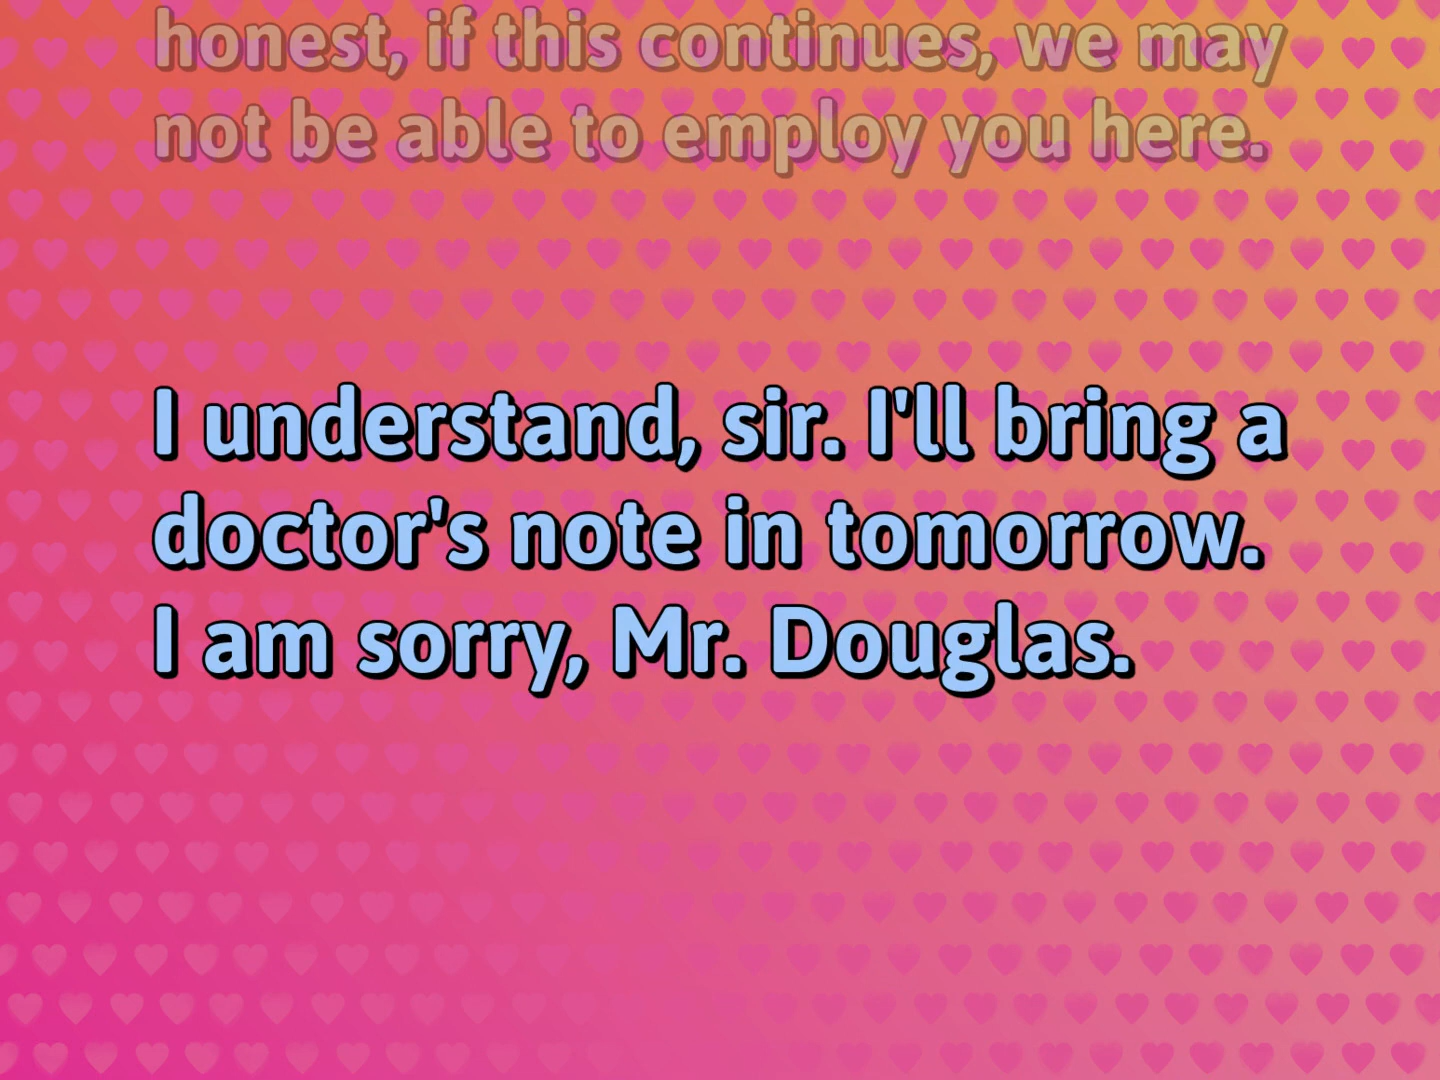 honest, if this continues, we may
not be able to employ you here.
I understand, sir. I'll bring a
doctor's note in tomorrow.
I am sorry, Mr. Douglas.